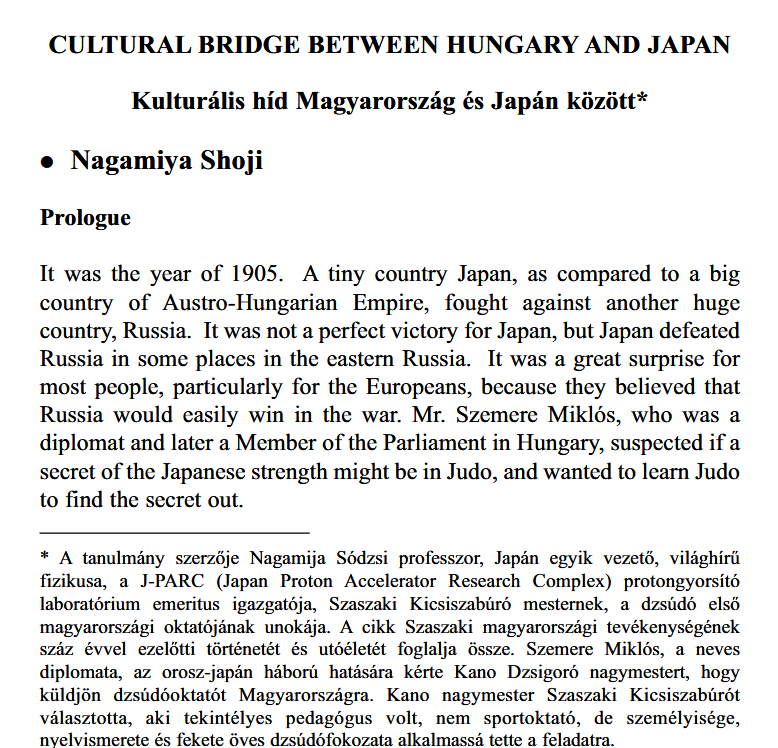 CULTURAL BRIDGE BETWEEN HUNGARY AND JAPAN
Kulturális híd Magyarország és Japán között*
● Nagamiya Shoji
Prologue
It was the year of 1905. A tiny country Japan, as compared to a big
country of Austro-Hungarian Empire, fought against another huge
country, Russia. It was not a perfect victory for Japan, but Japan defeated
Russia in some places in the eastern Russia. It was a great surprise for
most people, particularly for the Europeans, because they believed that
Russia would easily win in the war. Mr. Szemere Miklós, who was a
diplomat and later a Member of the Parliament in Hungary, suspected if a
secret of the Japanese strength might be in Judo, and wanted to learn Judo
to find the secret out.
* A tanulmány szerzője Nagamija Sódzsi professzor, Japán egyik vezető, világhírű
fizikusa, a J-PARC (Japan Proton Accelerator Research Complex) protongyorsító
laboratórium emeritus igazgatója, Szaszaki Kicsiszabúró mesternek, a dzsúdó első
magyarországi oktatójának unokája. A cikk Szaszaki magyarországi tevékenységének
száz évvel ezelőtti történetét és utóéletét foglalja össze. Szemere Miklós, a neves
diplomata, az orosz-japán háború hatására kérte Kano Dzsigoró nagymestert, hogy
küldjön dzsúdóoktatót Magyarországra. Kano nagymester Szaszaki Kicsiszabúrót
választotta, aki tekintélyes pedagógus volt, nem sportoktató, de személyisége,
nyelvismerete és fekete öves dzsúdófokozata alkalmassá tette a feladatra.